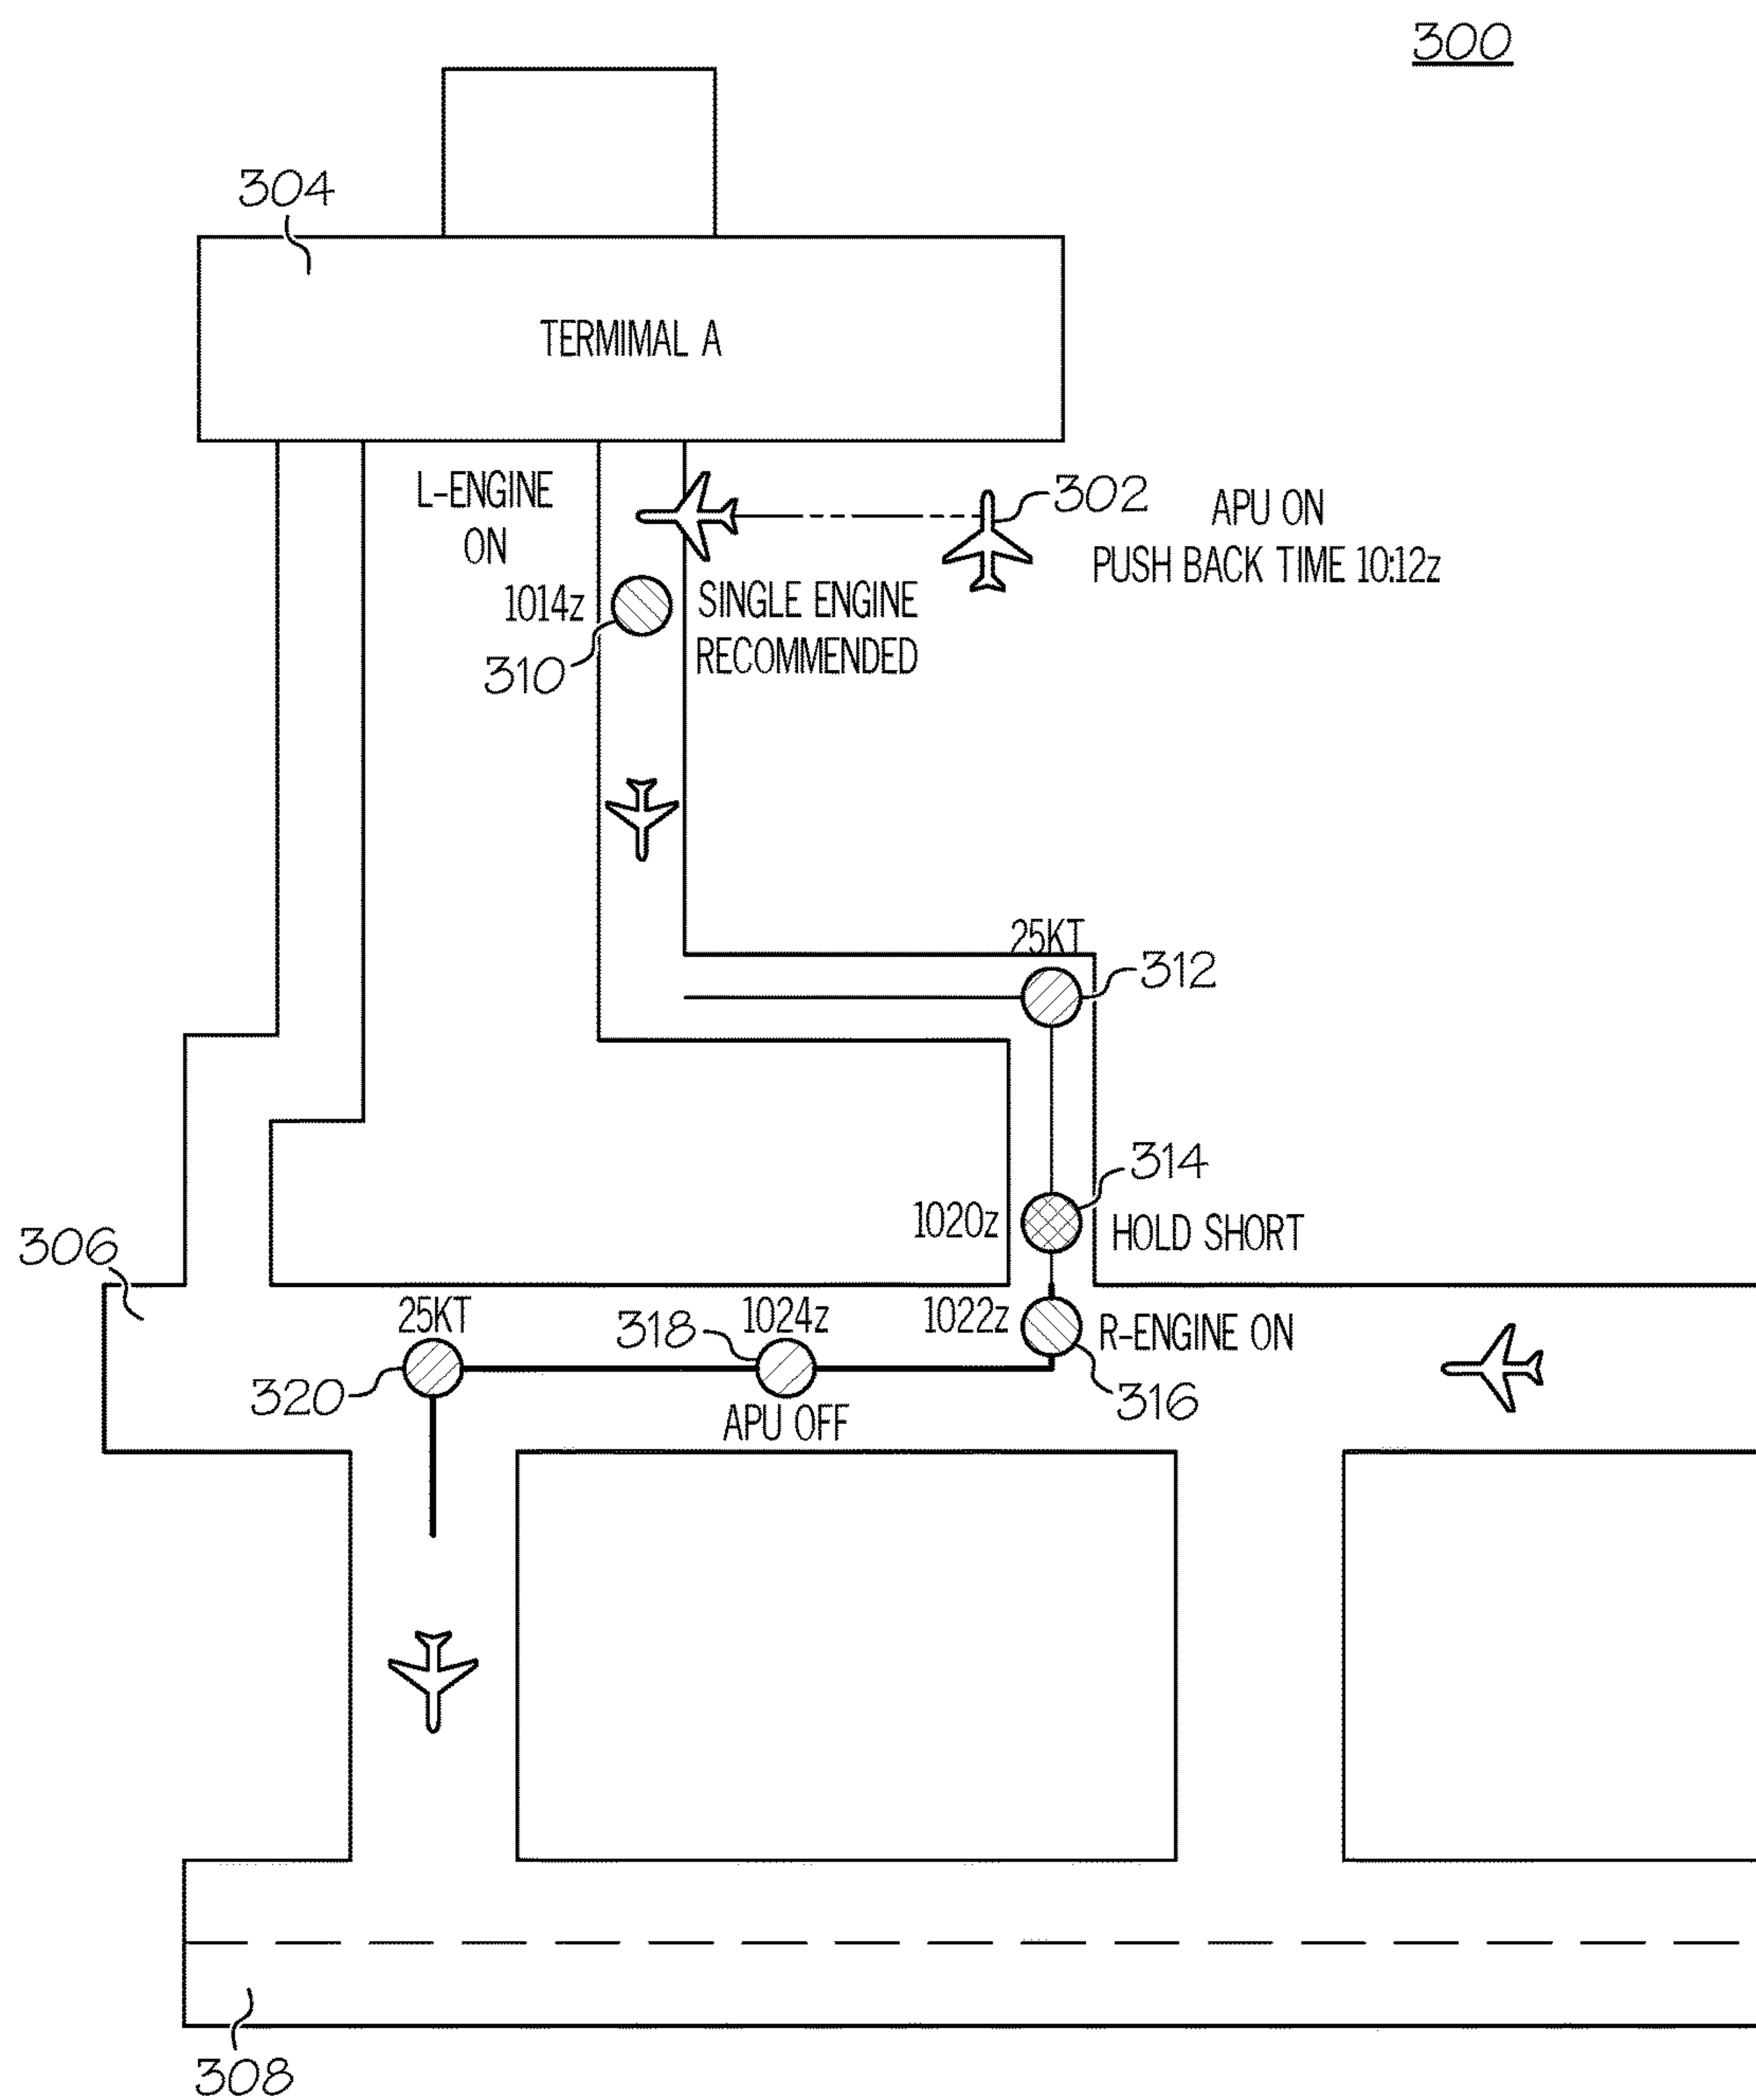 300
304
TERMIMAL A
L-ENGINE
ON
302
APU ON
PUSH BACK TIME 10:12z
1014z
SINGLE ENGINE
RECOMMENDED
310
25KT
312
314
1020z
HOLD SHORT
306
25KT
318
1024z
1022z
R-ENGINE ON
320
APU OFF
316
308